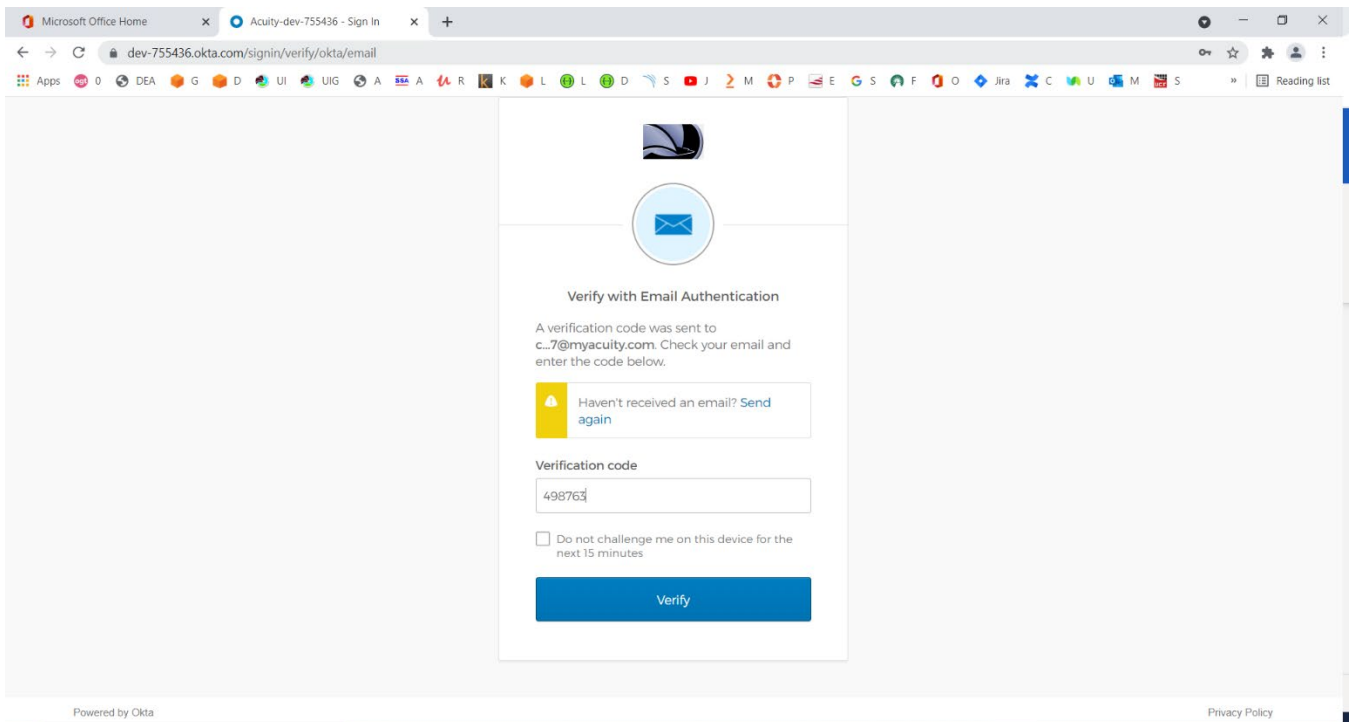 Microsoft Office Home
Acuity-dev-755436 - Sign In
dev-755436.okta.com/signin/verify/okta/email
Apps 0 DEA G D UI UIG A A R K L L D S J M P E S F O Jira C U M S » Reading list
Verify with Email Authentication
A verification code was sent to
c...7@myacuity.com. Check your email and
enter the code below.
Haven't received an email? Send
again
Verification code
498763
Do not challenge me on this device for the
next 15 minutes
Verify
Powered by Okta Privacy Policy